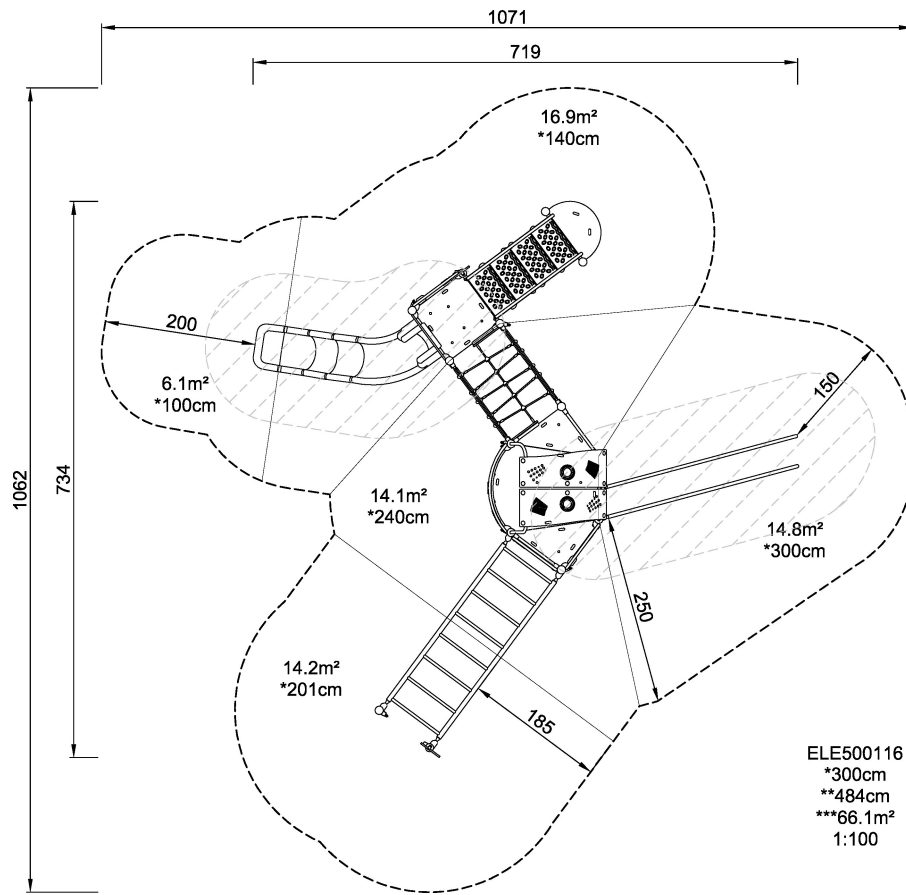 1071
719
16.9m²
*140cm
200
6.1m²
*100cm
150
1062
734
14.1m²
*240cm
14.8m²
*300cm
250
14.2m²
*201cm
185
ELE500116
*300cm
**484cm
***66.1m²
1:100